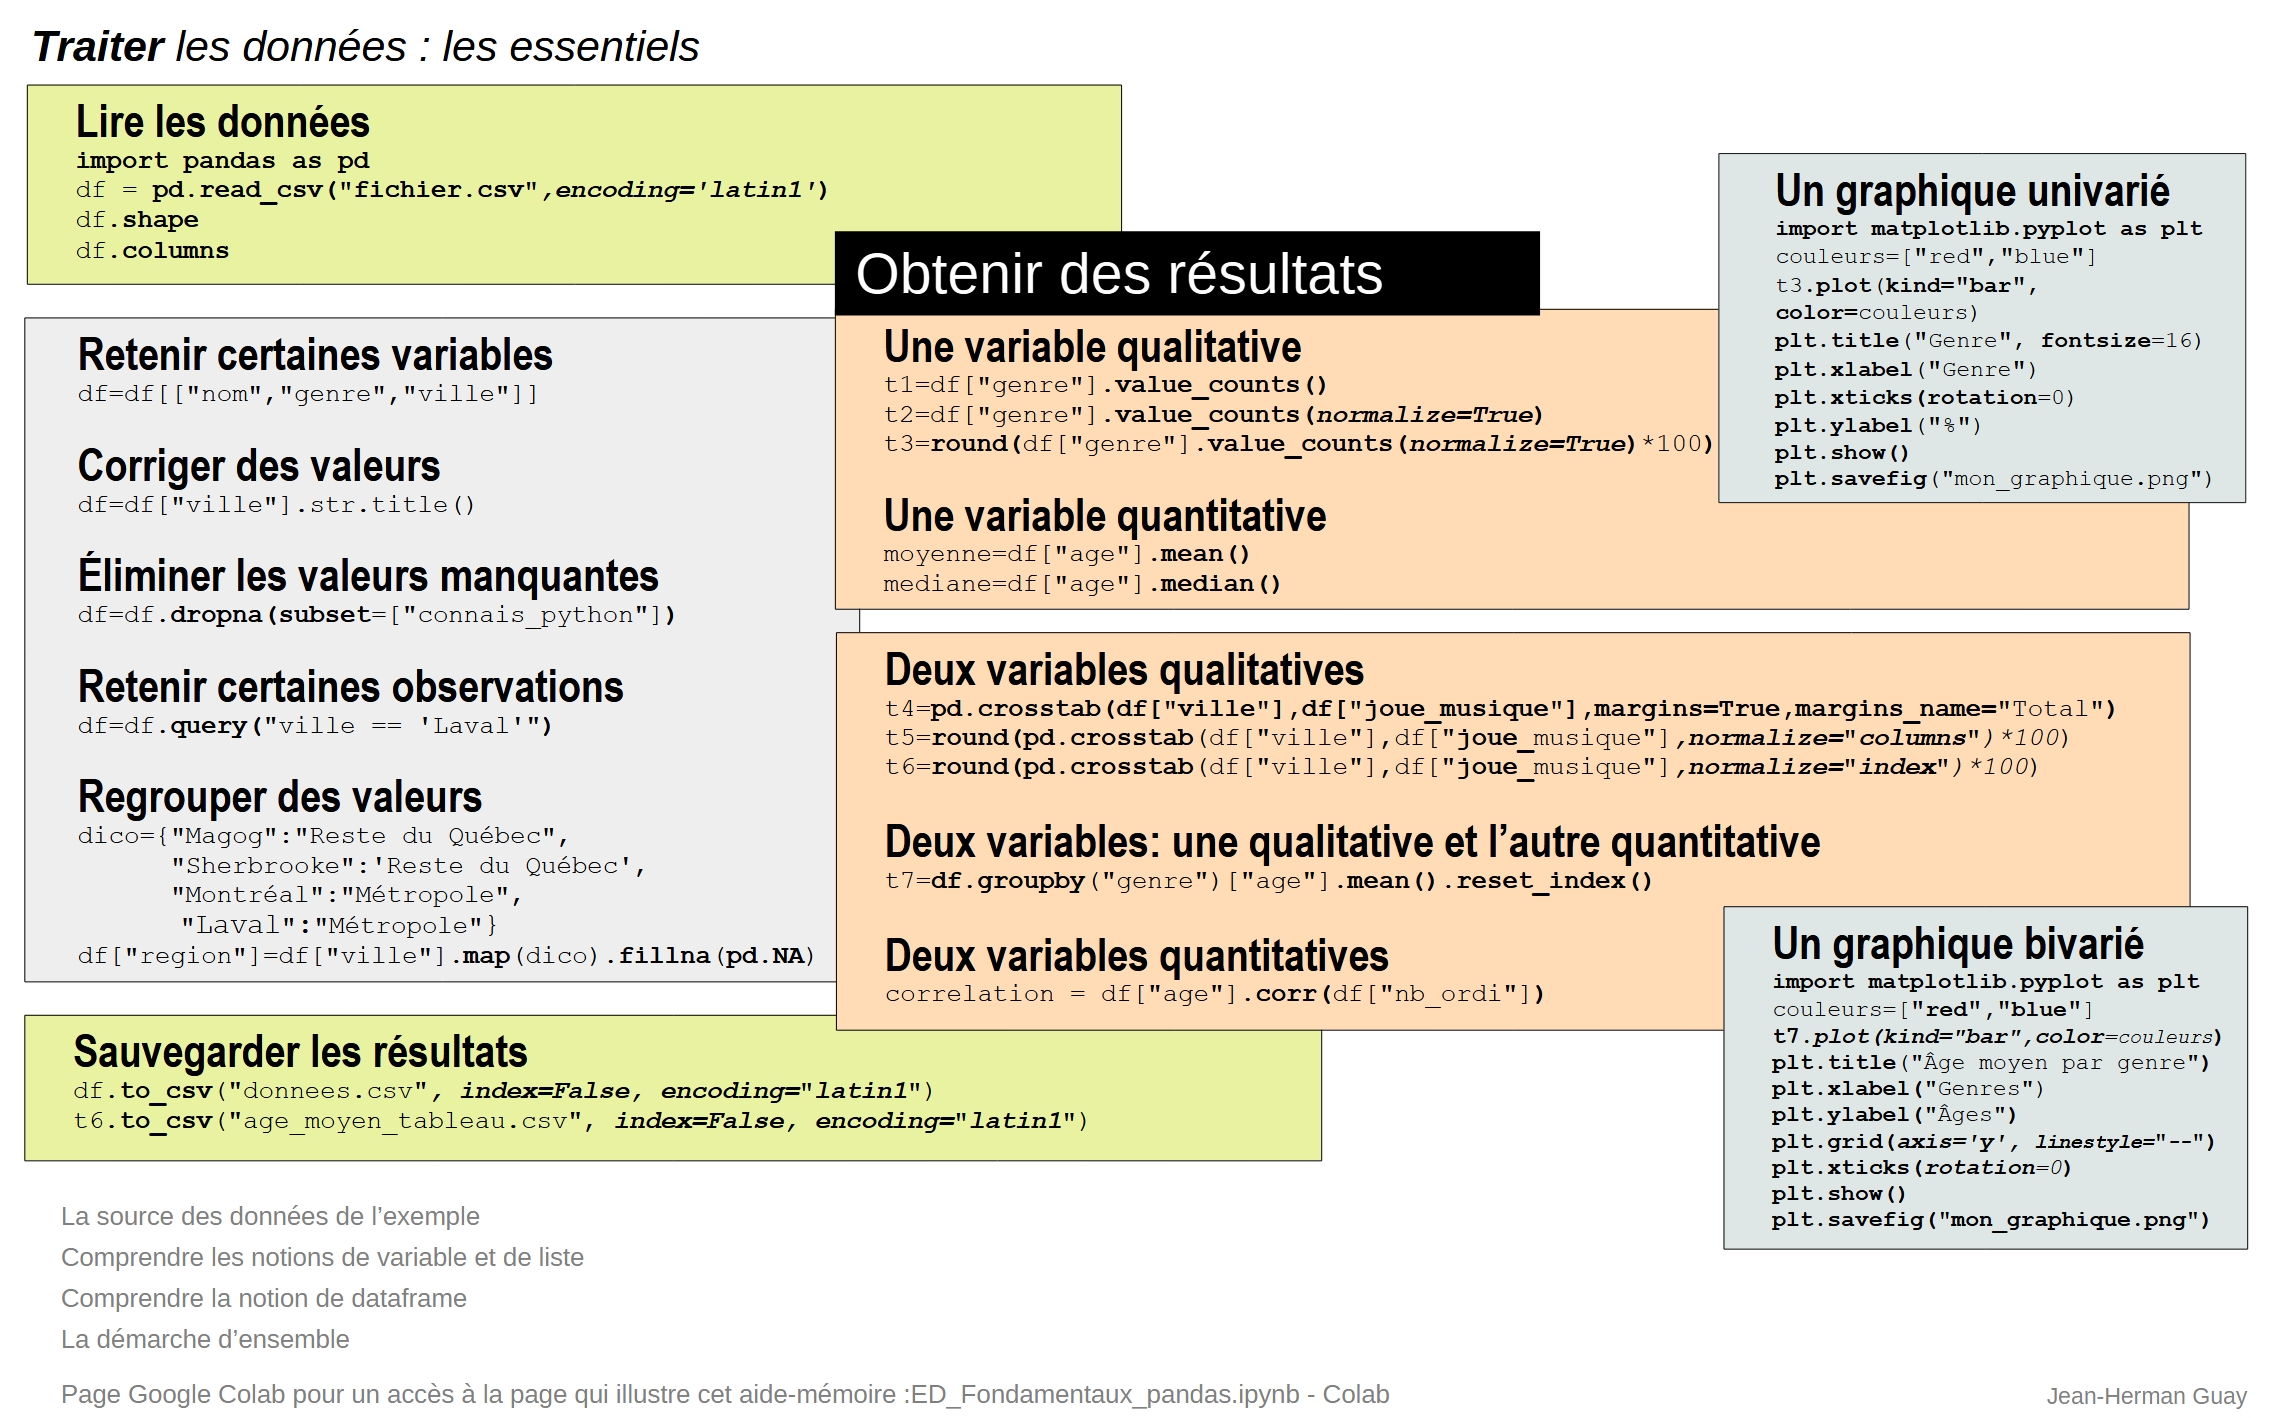 Traiter les données : les essentiels
Lire les données
import pandas as pd
df = pd.read_csv("fichier.csv",encoding='latin1')
df.shape
df.columns
Retenir certaines variables
df=df[["nom","genre","ville"]]
Corriger des valeurs
df=df["ville"].str.title()
Éliminer les valeurs manquantes
df=df.dropna(subset=["connais_python"])
Retenir certaines observations
df=df.query("ville == 'Laval'")
Regrouper des valeurs
dico={"Magog":"Reste du Québec",
"Sherbrooke":'Reste du Québec',
"Montréal":"Métropole",
"Laval":"Métropole"}
df["region"]=df["ville"].map(dico).fillna(pd.NA)
Sauvegarder les résultats
df.to_csv("donnees.csv", index=False, encoding="latin1")
t6.to_csv("age_moyen_tableau.csv", index=False, encoding="latin1")
Obtenir des résultats
Une variable qualitative
t1=df["genre"].value_counts()
t2=df["genre"].value_counts(normalize=True)
t3=round(df["genre"].value_counts(normalize=True)*100)
Une variable quantitative
moyenne=df["age"].mean()
mediane=df["age"].median()
Deux variables qualitatives
t4=pd.crosstab(df["ville"],df["joue_musique"],margins=True,margins_name="Total")
t5=round(pd.crosstab(df["ville"],df["joue_musique"],normalize="columns")*100)
t6=round(pd.crosstab(df["ville"],df["joue_musique"],normalize="index")*100)
Deux variables: une qualitative et l’autre quantitative
t7=df.groupby("genre")["age"].mean().reset_index()
Deux variables quantitatives
correlation = df["age"].corr(df["nb_ordi"])
Un graphique univarié
import matplotlib.pyplot as plt
couleurs=["red","blue"]
t3.plot(kind="bar",
color=couleurs)
plt.title("Genre", fontsize=16)
plt.xlabel("Genre")
plt.xticks(rotation=0)
plt.ylabel("%")
plt.show()
plt.savefig("mon_graphique.png")
Un graphique bivarié
import matplotlib.pyplot as plt
couleurs=["red","blue"]
t7.plot(kind="bar",color=couleurs)
plt.title("Âge moyen par genre")
plt.xlabel("Genres")
plt.ylabel("Âges")
plt.grid(axis='y', linestyle="--")
plt.xticks(rotation=0)
plt.show()
plt.savefig("mon_graphique.png")
La source des données de l’exemple
Comprendre les notions de variable et de liste
Comprendre la notion de dataframe
La démarche d’ensemble
Page Google Colab pour un accès à la page qui illustre cet aide-mémoire :ED_Fondamentaux_pandas.ipynb - Colab
Jean-Herman Guay